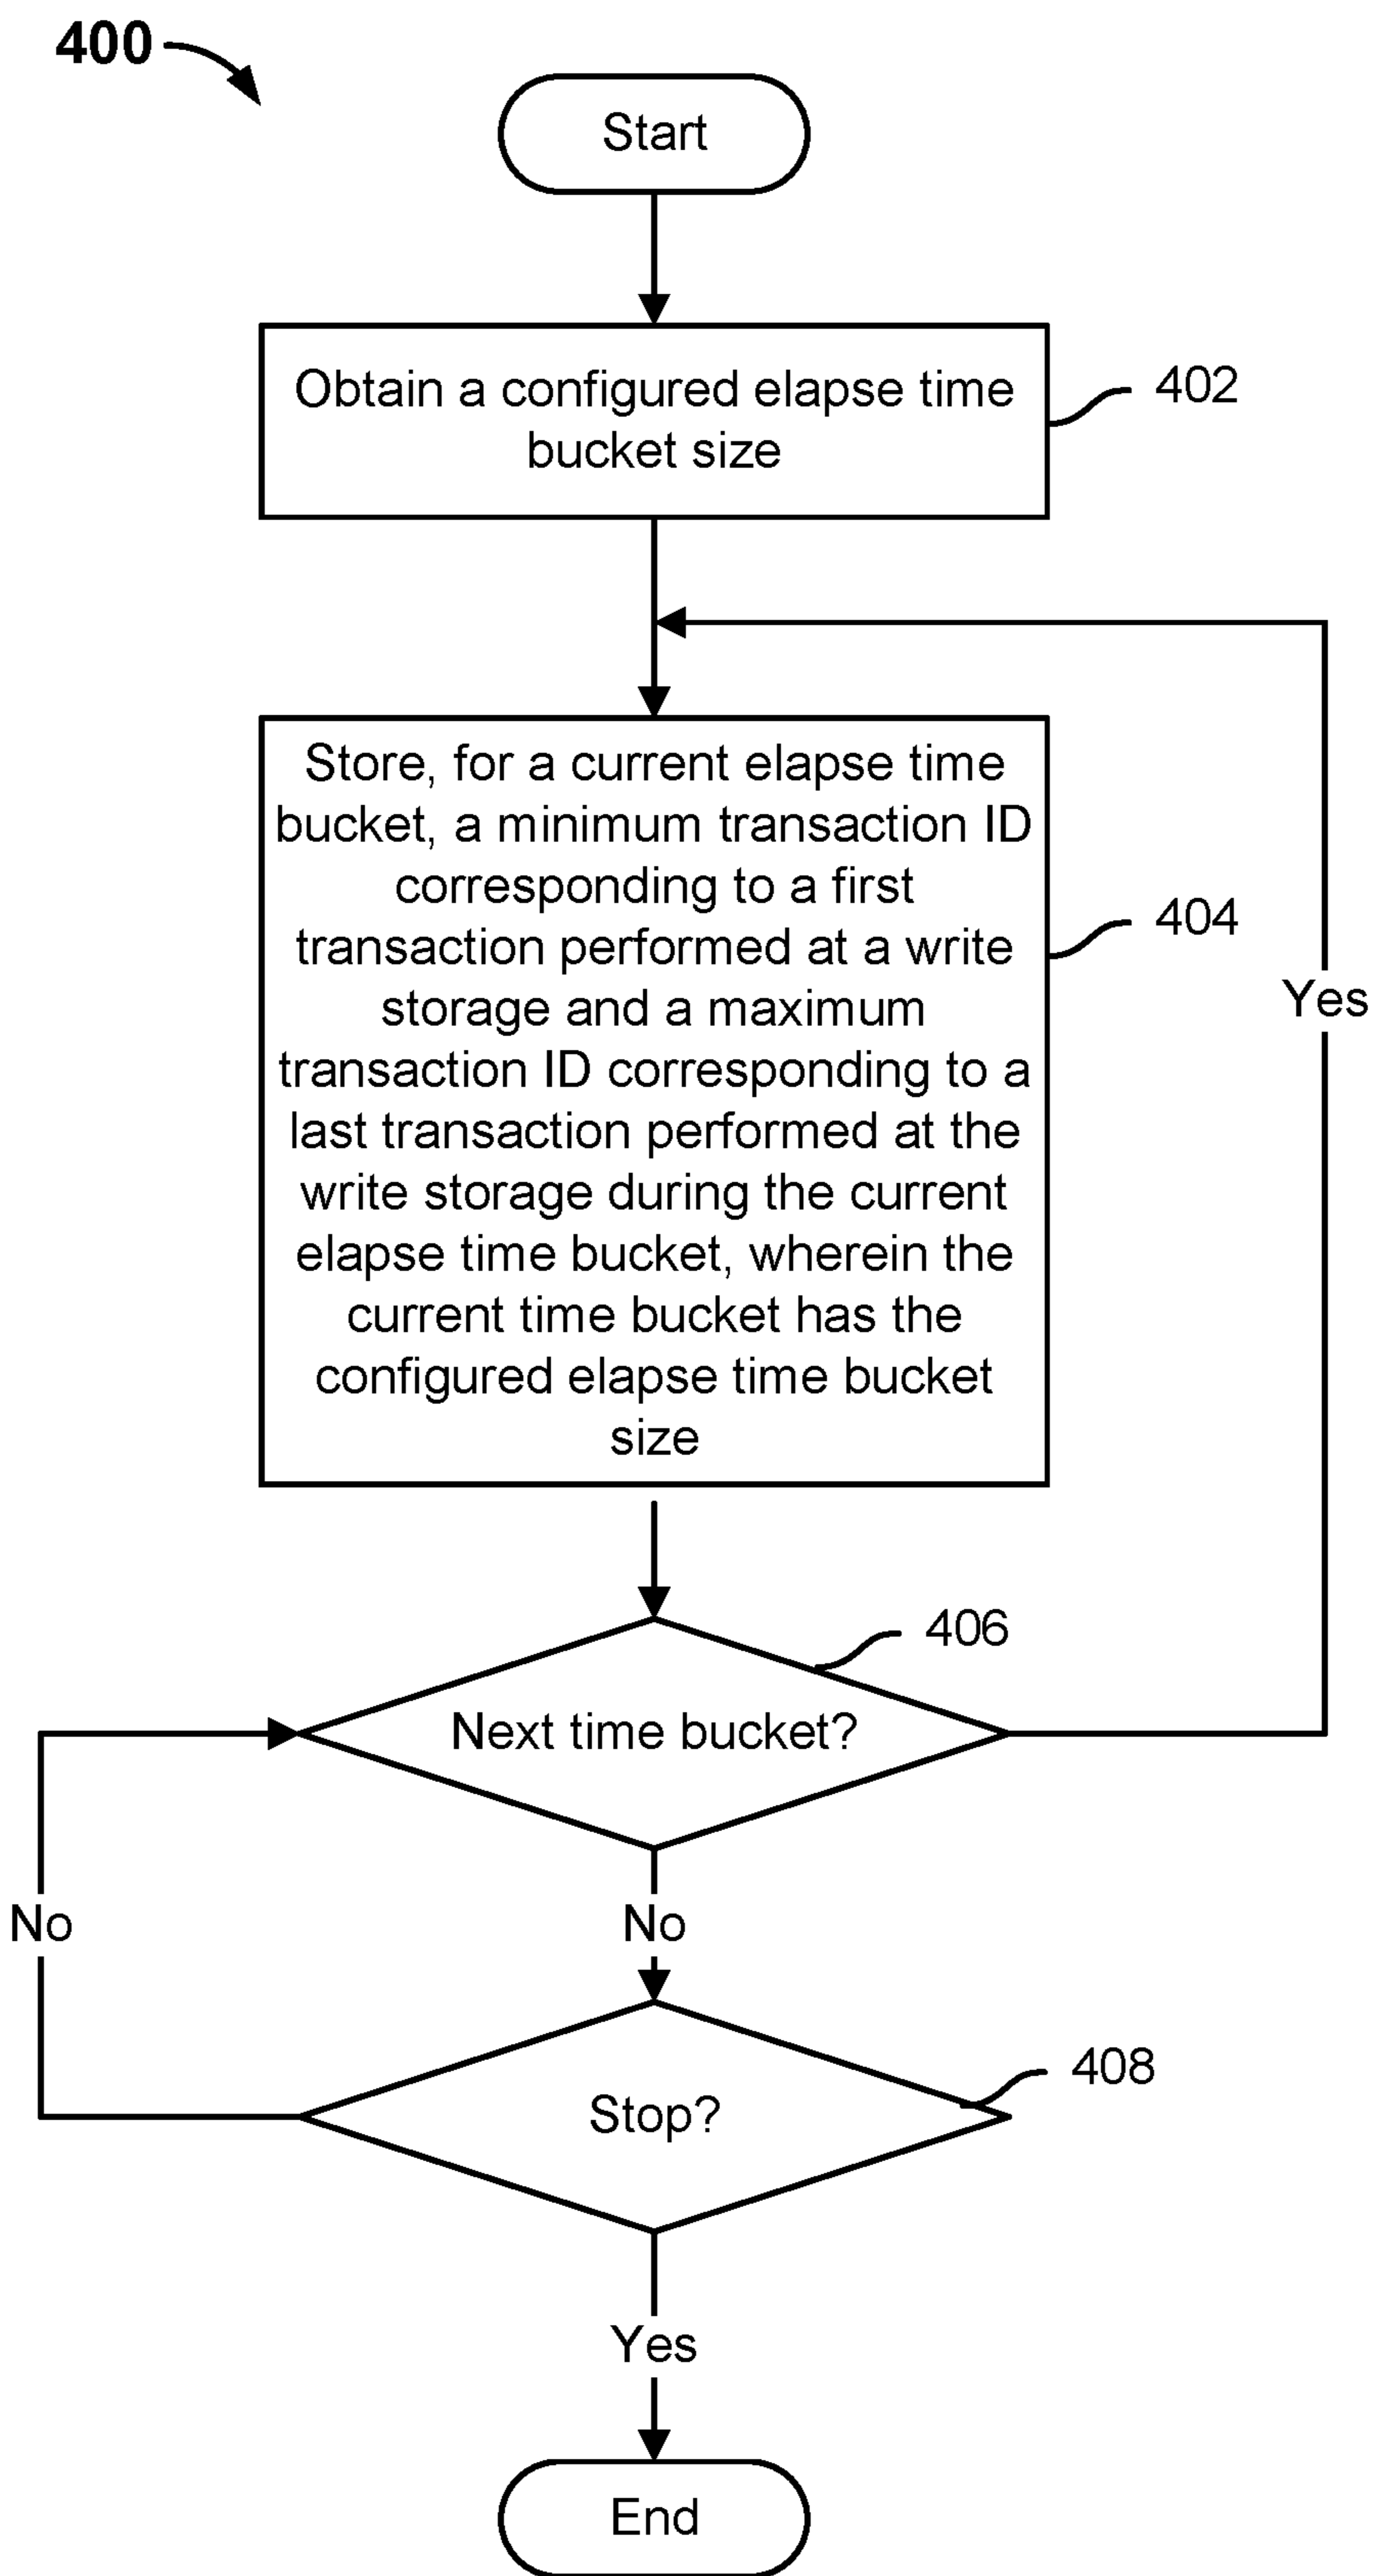 400
Start
Obtain a configured elapse time
bucket size
402
Store, for a current elapse time
bucket, a minimum transaction ID
corresponding to a first
transaction performed at a write
storage and a maximum
transaction ID corresponding to a
last transaction performed at the
write storage during the current
elapse time bucket, wherein the
current time bucket has the
configured elapse time bucket
size
404
Yes
406
Next time bucket?
No
No
408
Stop?
Yes
End